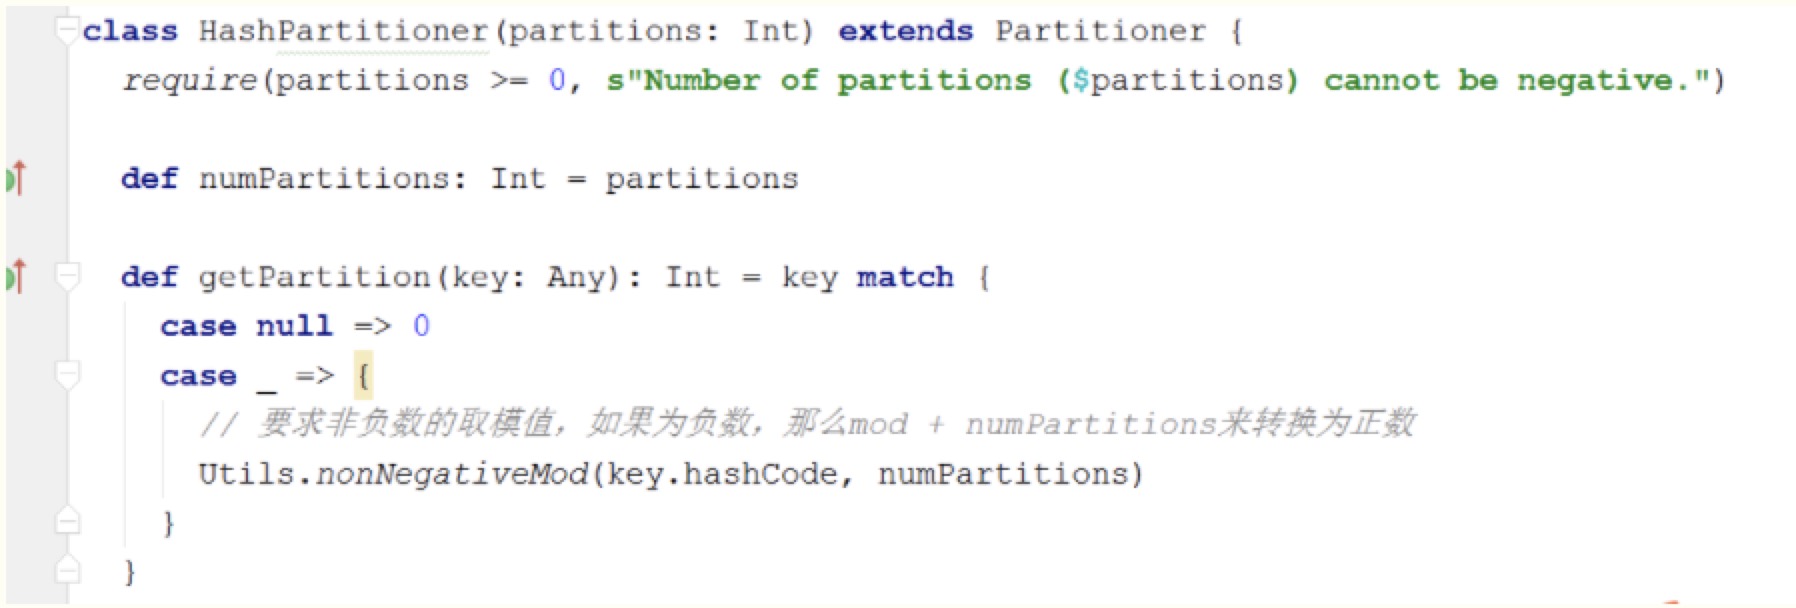 class HashPartitioner(partitions: Int) extends Partitioner {
require(partitions >= 0, s"Number of partitions ($partitions) cannot be negative.")
def numPartitions: Int = partitions
def getPartition(key: Any): Int = key match {
case null => 0
case _ => {
// 要求非负数的取模值，如果为负数，那么mod + numPartitions来转换为正数
Utils.nonNegativeMod(key.hashCode, numPartitions)
}
}